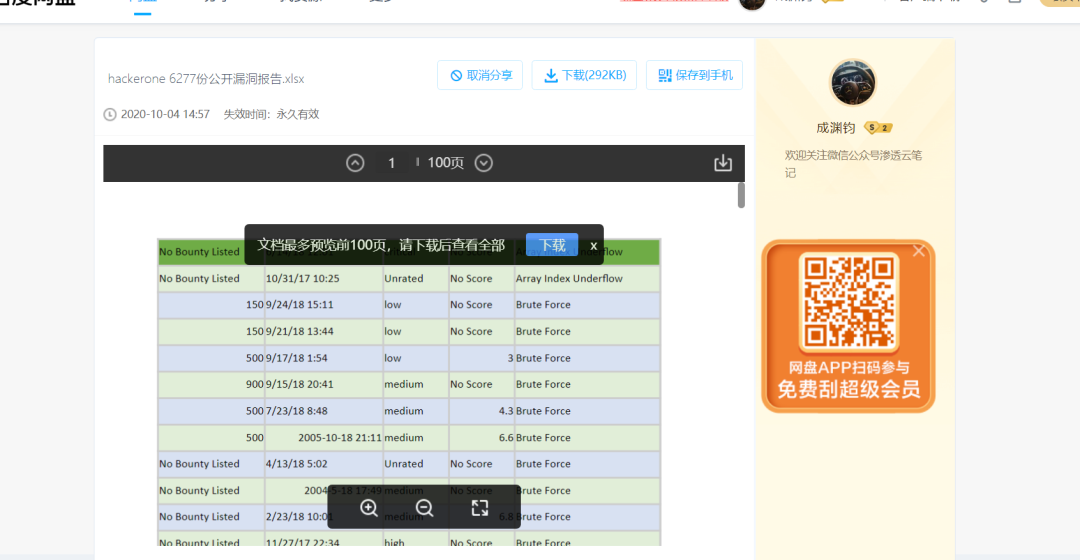 hackerone 6277份公开漏洞报告.xlsx
取消分享
下载(292KB)
保存到手机
2020-10-04 14:57 失效时间：永久有效
1 100页
文档最多预览前100页，请下载后查看全部 下载 x
No Bounty Listed
No Bounty Listed 10/31/17 10:25 Unrated No Score Array Index Underflow
150 9/24/18 15:11 low No Score Brute Force
150 9/21/18 13:44 low No Score Brute Force
500 9/17/18 1:54 low 3 Brute Force
900 9/15/18 20:41 medium No Score Brute Force
500 7/23/18 8:48 medium 4.3 Brute Force
500 2005-10-18 21:11 medium 6.6 Brute Force
No Bounty Listed 4/13/18 5:02 Unrated No Score Brute Force
No Bounty Listed 2004-5-18 17:49 medium No Score Brute Force
No Bounty Listed 2/23/18 10:01 medium 6.8 Brute Force
No Bounty Listed 11/27/17 22:34 high No Score Brute Force
成渊钧
S 2
欢迎关注微信公众号渗透云笔
记
网盘APP扫码参与
免费刮超级会员